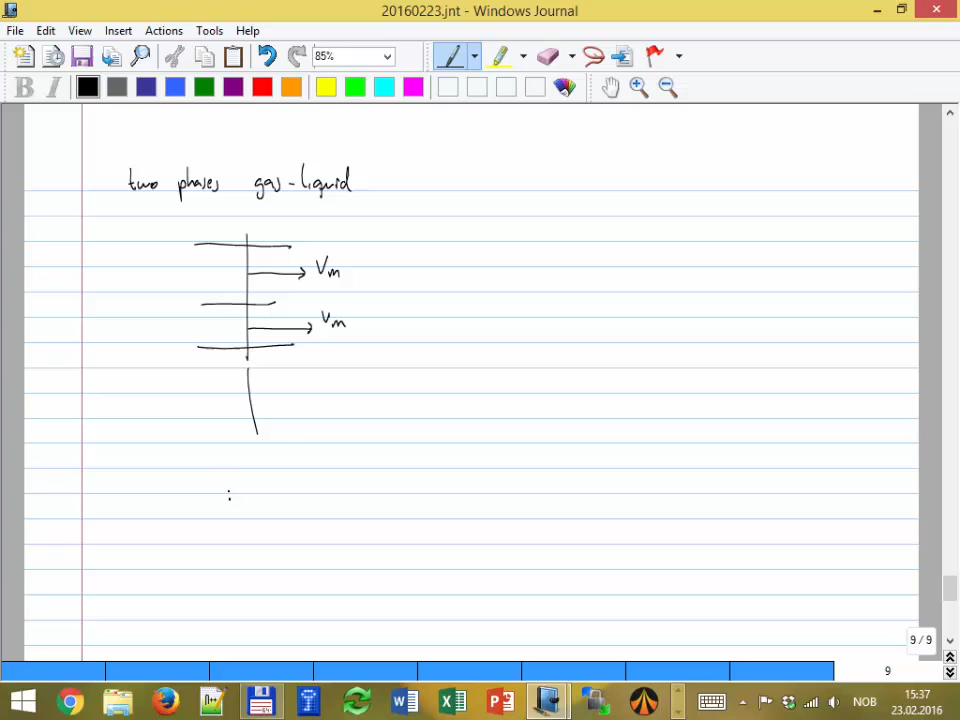 20160223.jnt - Windows Journal
File Edit View Insert Actions Tools Help
85%
B I
two phases gas-liquid
Vm
Vm
9 / 9
9
NOB
15:37
23.02.2016